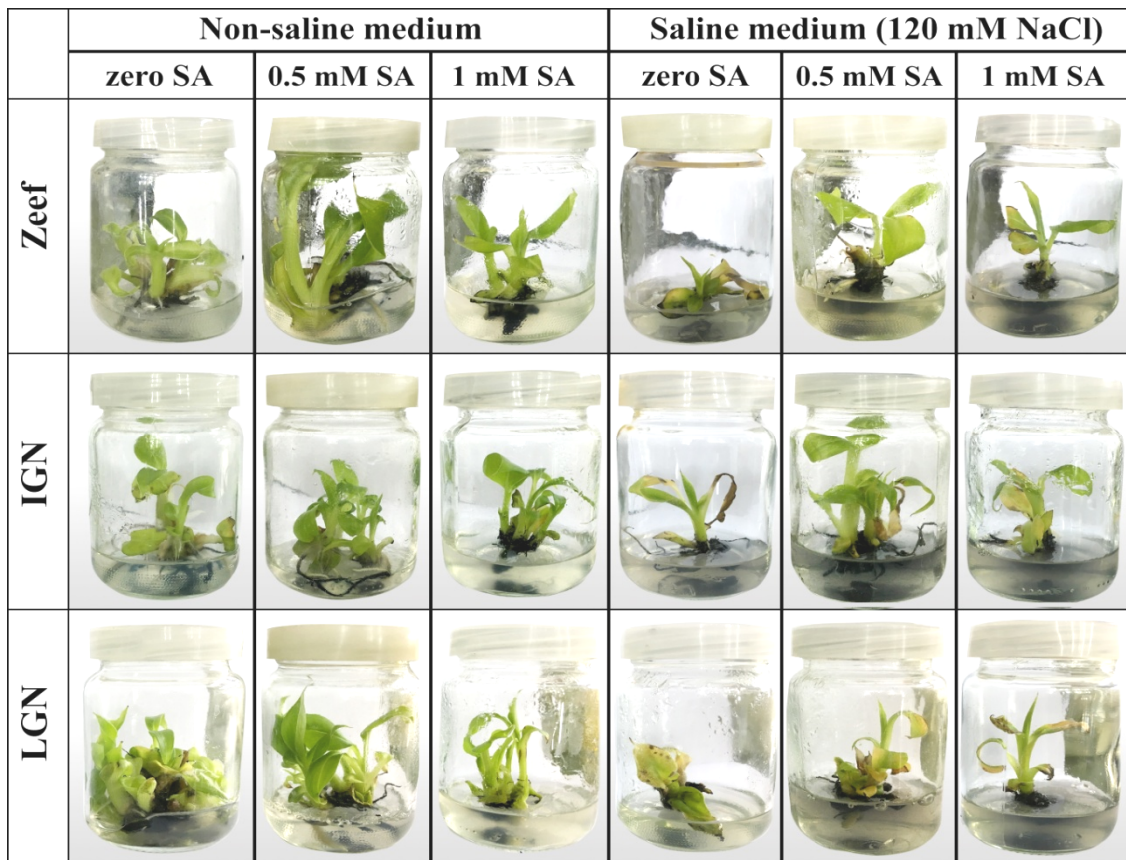 Non-saline medium
Saline medium (120 mM NaCl)
zero SA
0.5 mM SA
1 mM SA
zero SA
0.5 mM SA
1 mM SA
Zeef
IGN
LGN